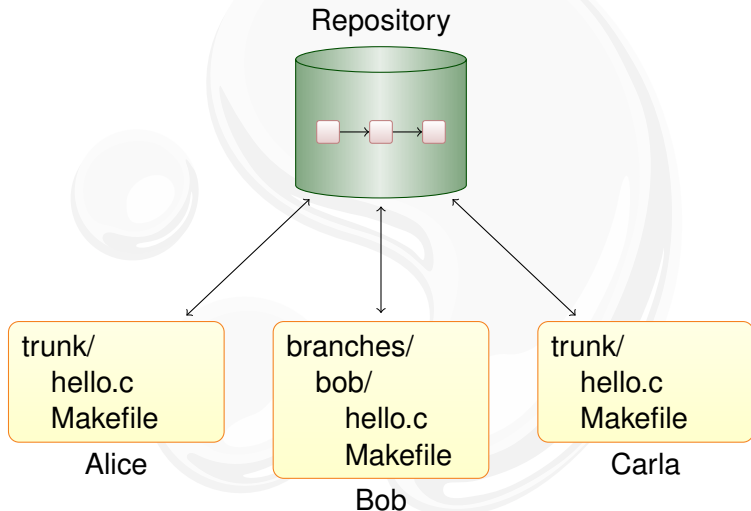 Repository
trunk/
hello.c
Makefile
Alice
branches/
bob/
hello.c
Makefile
Bob
trunk/
hello.c
Makefile
Carla